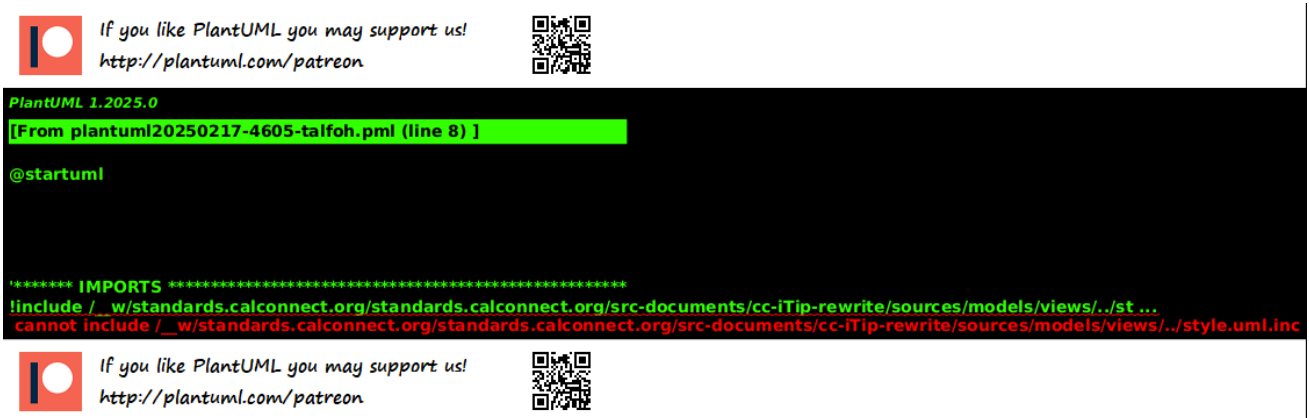 If you like PlantUML you may support us!
http://plantuml.com/patreon
PlantUML 1.2025.0
[From plantuml20250217-4605-talfoh.pml (line 8) ]
@startuml
'******* IMPORTS ******************************************************
!include /__w/standards.calconnect.org/standards.calconnect.org/src-documents/cc-iTip-rewrite/sources/models/views/../st ...
cannot include /__w/standards.calconnect.org/standards.calconnect.org/src-documents/cc-iTip-rewrite/sources/models/views/../style.uml.inc
If you like PlantUML you may support us!
http://plantuml.com/patreon